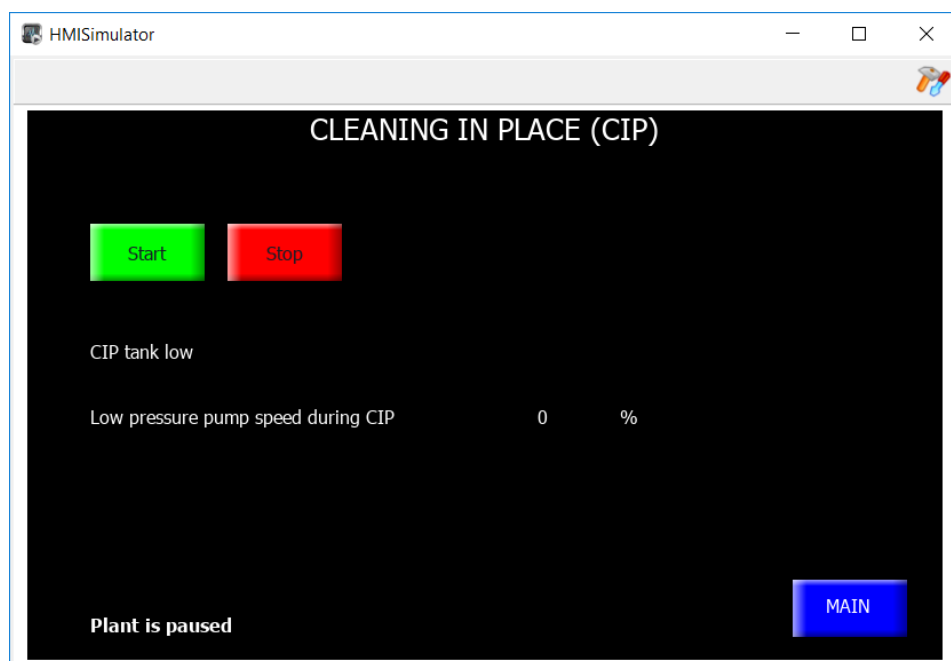 HMISimulator
CLEANING IN PLACE (CIP)
Start Stop
CIP tank low
Low pressure pump speed during CIP 0 %
MAIN
Plant is paused